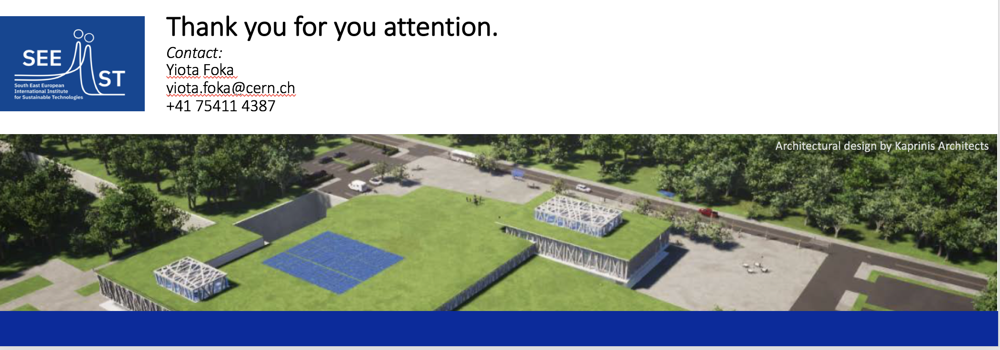 Thank you for you attention.
Contact:
Yiota Foka
yiota.foka@cern.ch
+41 75411 4387
SEE
IST
South East European
International Institute
for Sustainable Technologies
Architectural design by Kaprinis Architects